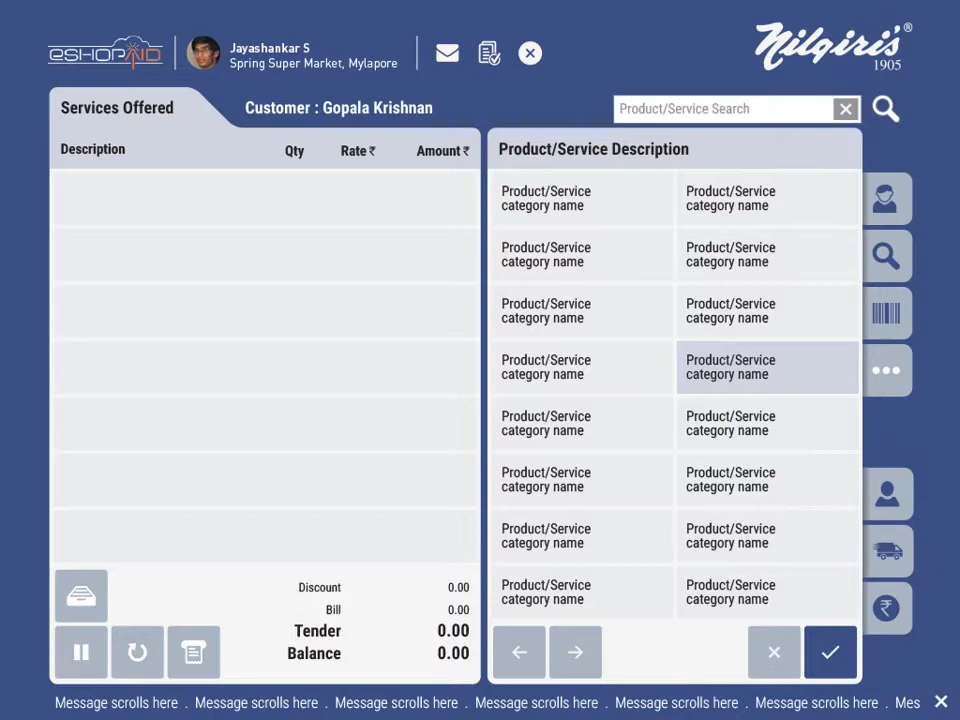 eSHOPAID
Jayashankar S
Spring Super Market, Mylapore
Nilgiri's®
1905
Services Offered
Customer : Gopala Krishnan
Product/Service Search
Description Qty Rate ₹ Amount ₹
Product/Service Description
Product/Service
category name
Product/Service
category name
Product/Service
category name
Product/Service
category name
Product/Service
category name
Product/Service
category name
Product/Service
category name
Product/Service
category name
Product/Service
category name
Product/Service
category name
Product/Service
category name
Product/Service
category name
Product/Service
category name
Product/Service
category name
Product/Service
category name
Product/Service
category name
Discount 0.00
Bill 0.00
Tender 0.00
Balance 0.00
Message scrolls here . Message scrolls here . Message scrolls here . Message scrolls here . Message scrolls here . Message scrolls here . Mes